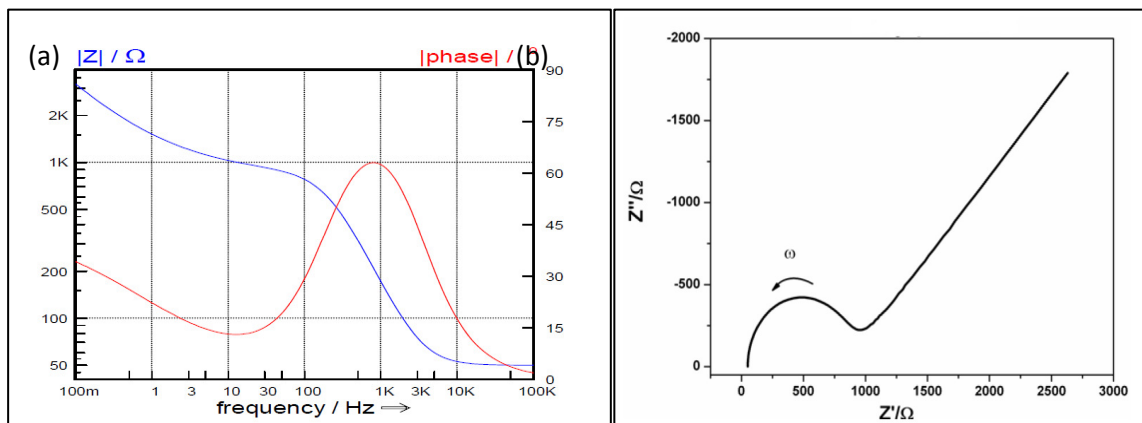 (a) |Z| / Ω |phase| / ° (b)
90
2K
75
1K
60
500
45
200
30
100
15
50
0
100m 1 3 10 30 100 1K 3K 10K 100K
frequency / Hz ⇒
-2000
-1500
-1000
-500
0
Z''/Ω
ω
0 500 1000 1500 2000 2500 3000
Z'/Ω